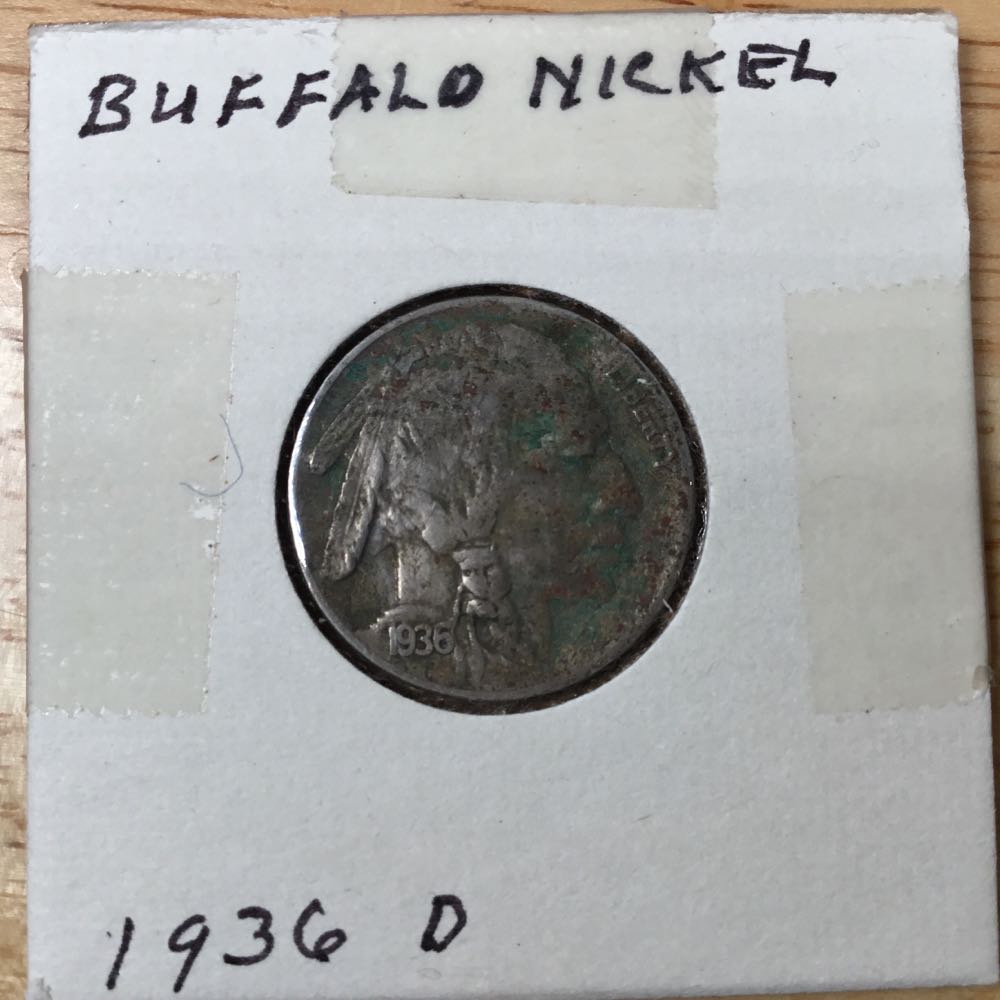 BUFFALO NICKEL
LIBERTY
1936
1936 D